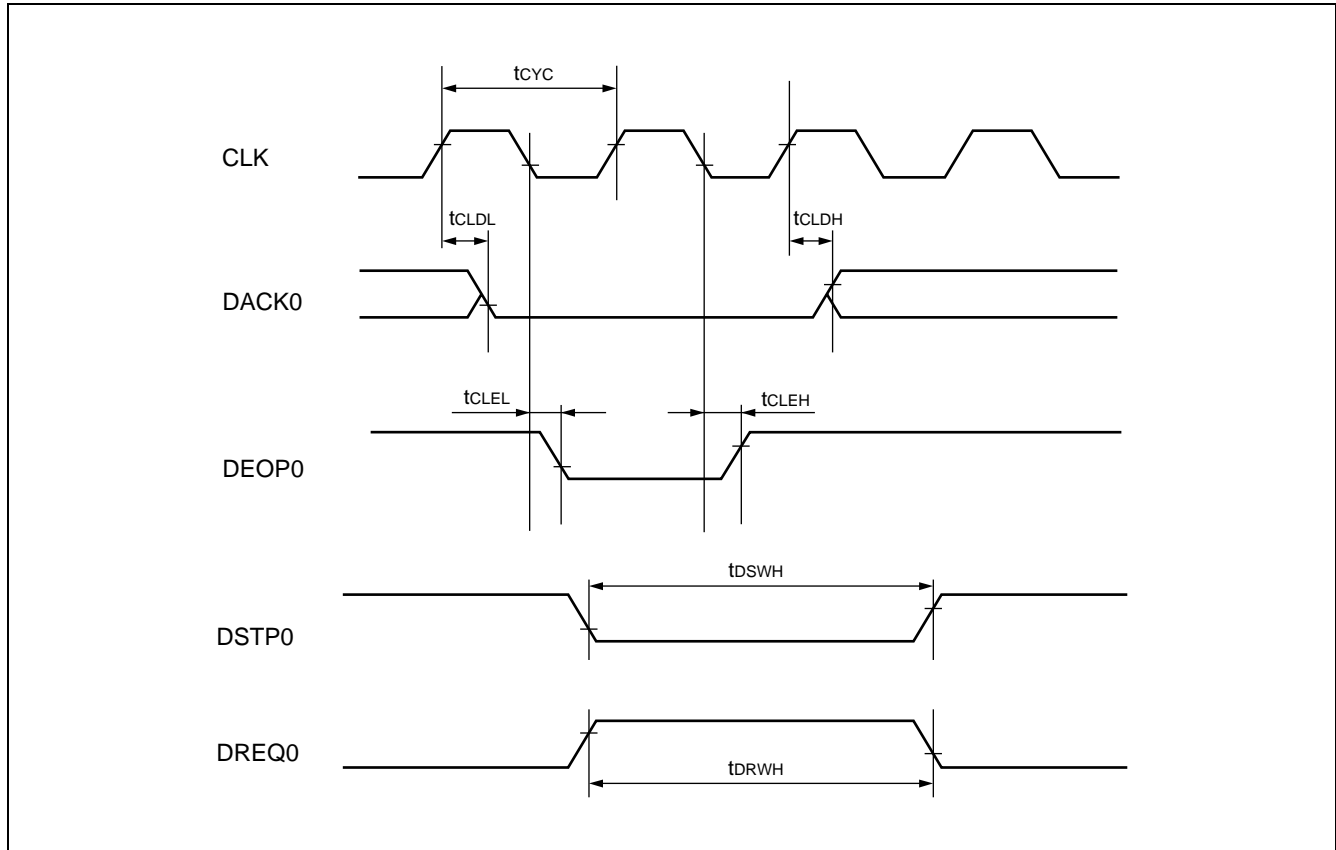 tCYC
CLK
tCLDL
tCLDH
DACK0
tCLEL
tCLEH
DEOP0
tDSWH
DSTP0
DREQ0
tDRWH